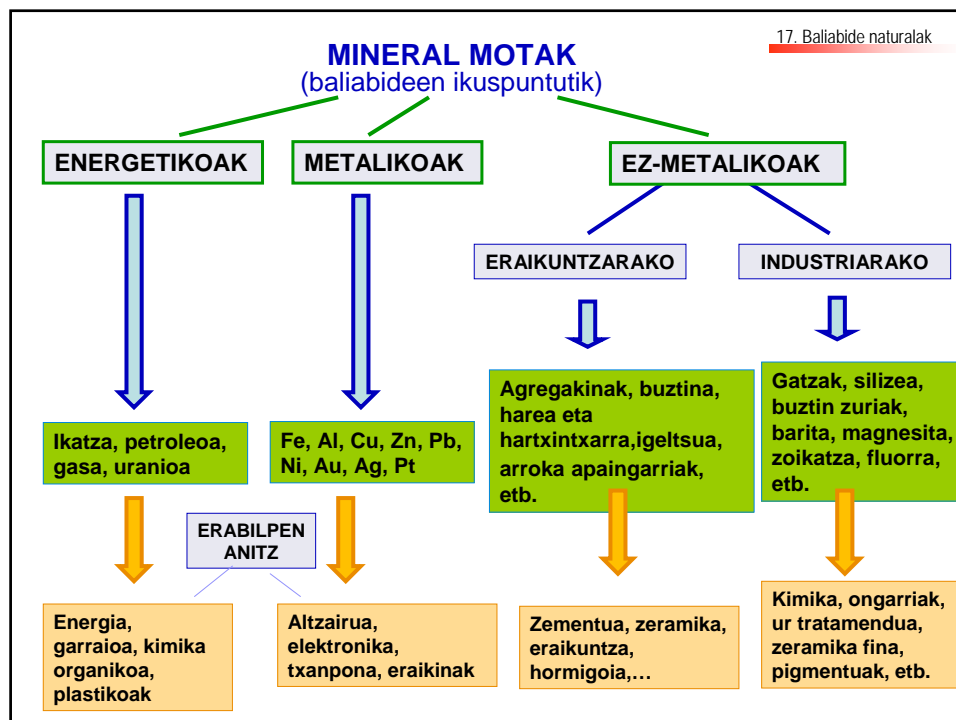 17. Baliabide naturalak
MINERAL MOTAK
(baliabideen ikuspuntutik)
ENERGETIKOAK
METALIKOAK
EZ-METALIKOAK
ERAIKUNTZARAKO
INDUSTRIARAKO
Ikatza, petroleoa,
gasa, uranioa
Fe, Al, Cu, Zn, Pb,
Ni, Au, Ag, Pt
Agregakinak, buztina,
harea eta
hartxintxarra,igeltsua,
arroka apaingarriak,
etb.
Gatzak, silizea,
buztin zuriak,
barita, magnesita,
zoikatza, fluorra,
etb.
ERABILPEN
ANITZ
Energia,
garraioa, kimika
organikoa,
plastikoak
Altzairua,
elektronika,
txanpona, eraikinak
Zementua, zeramika,
eraikuntza,
hormigoia,...
Kimika, ongarriak,
ur tratamendua,
zeramika fina,
pigmentuak, etb.